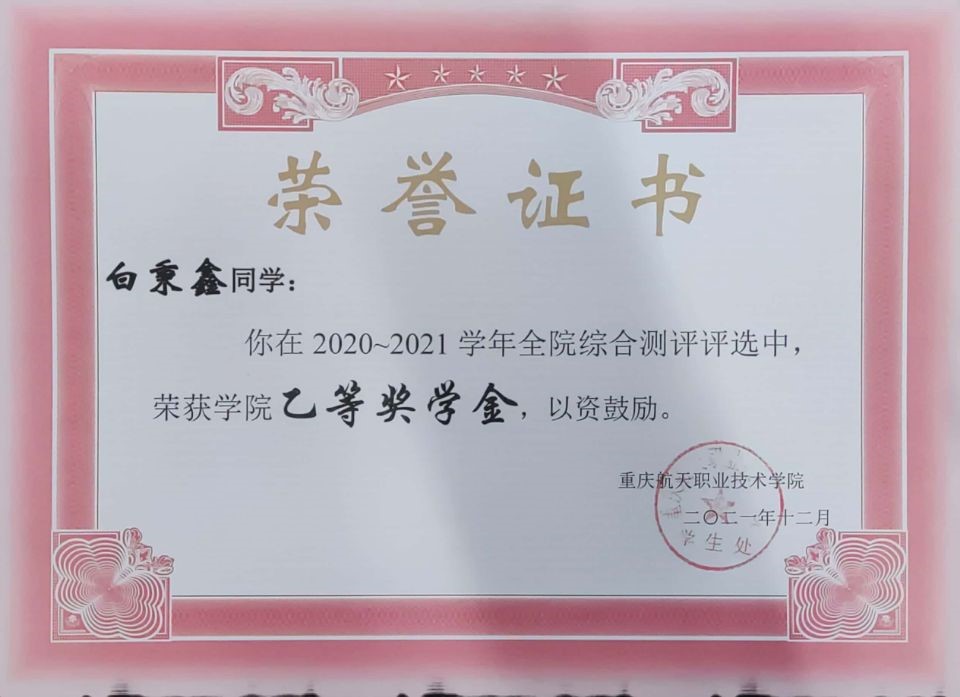 荣誉证书
白秉鑫同学：
你在 2020~2021 学年全院综合测评评选中，
荣获学院乙等奖学金，以资鼓励。
重庆航天职业技术学院
二〇二一年十二月
学生处